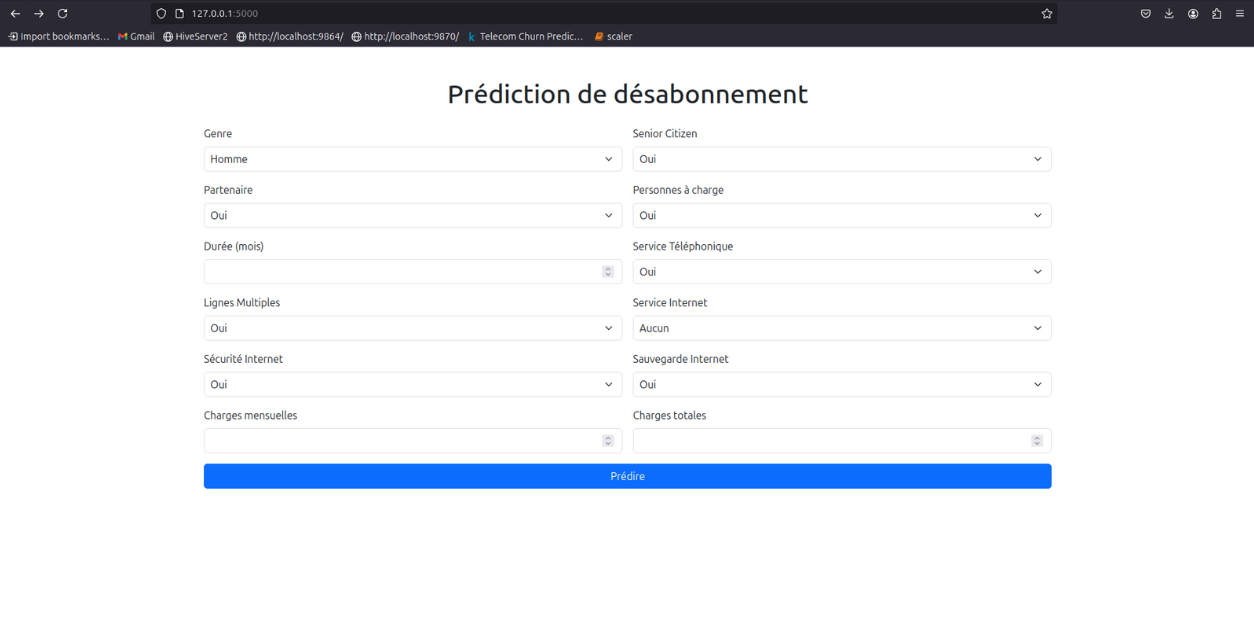 127.0.0.1:5000
Import bookmarks... Gmail HiveServer2 http://localhost:9864/ http://localhost:9870/ k Telecom Churn Predic... scaler
Prédiction de désabonnement
Genre Senior Citizen
Homme Oui
Partenaire Personnes à charge
Oui Oui
Durée (mois) Service Téléphonique
Oui
Lignes Multiples Service Internet
Oui Aucun
Sécurité Internet Sauvegarde Internet
Oui Oui
Charges mensuelles Charges totales
Prédire